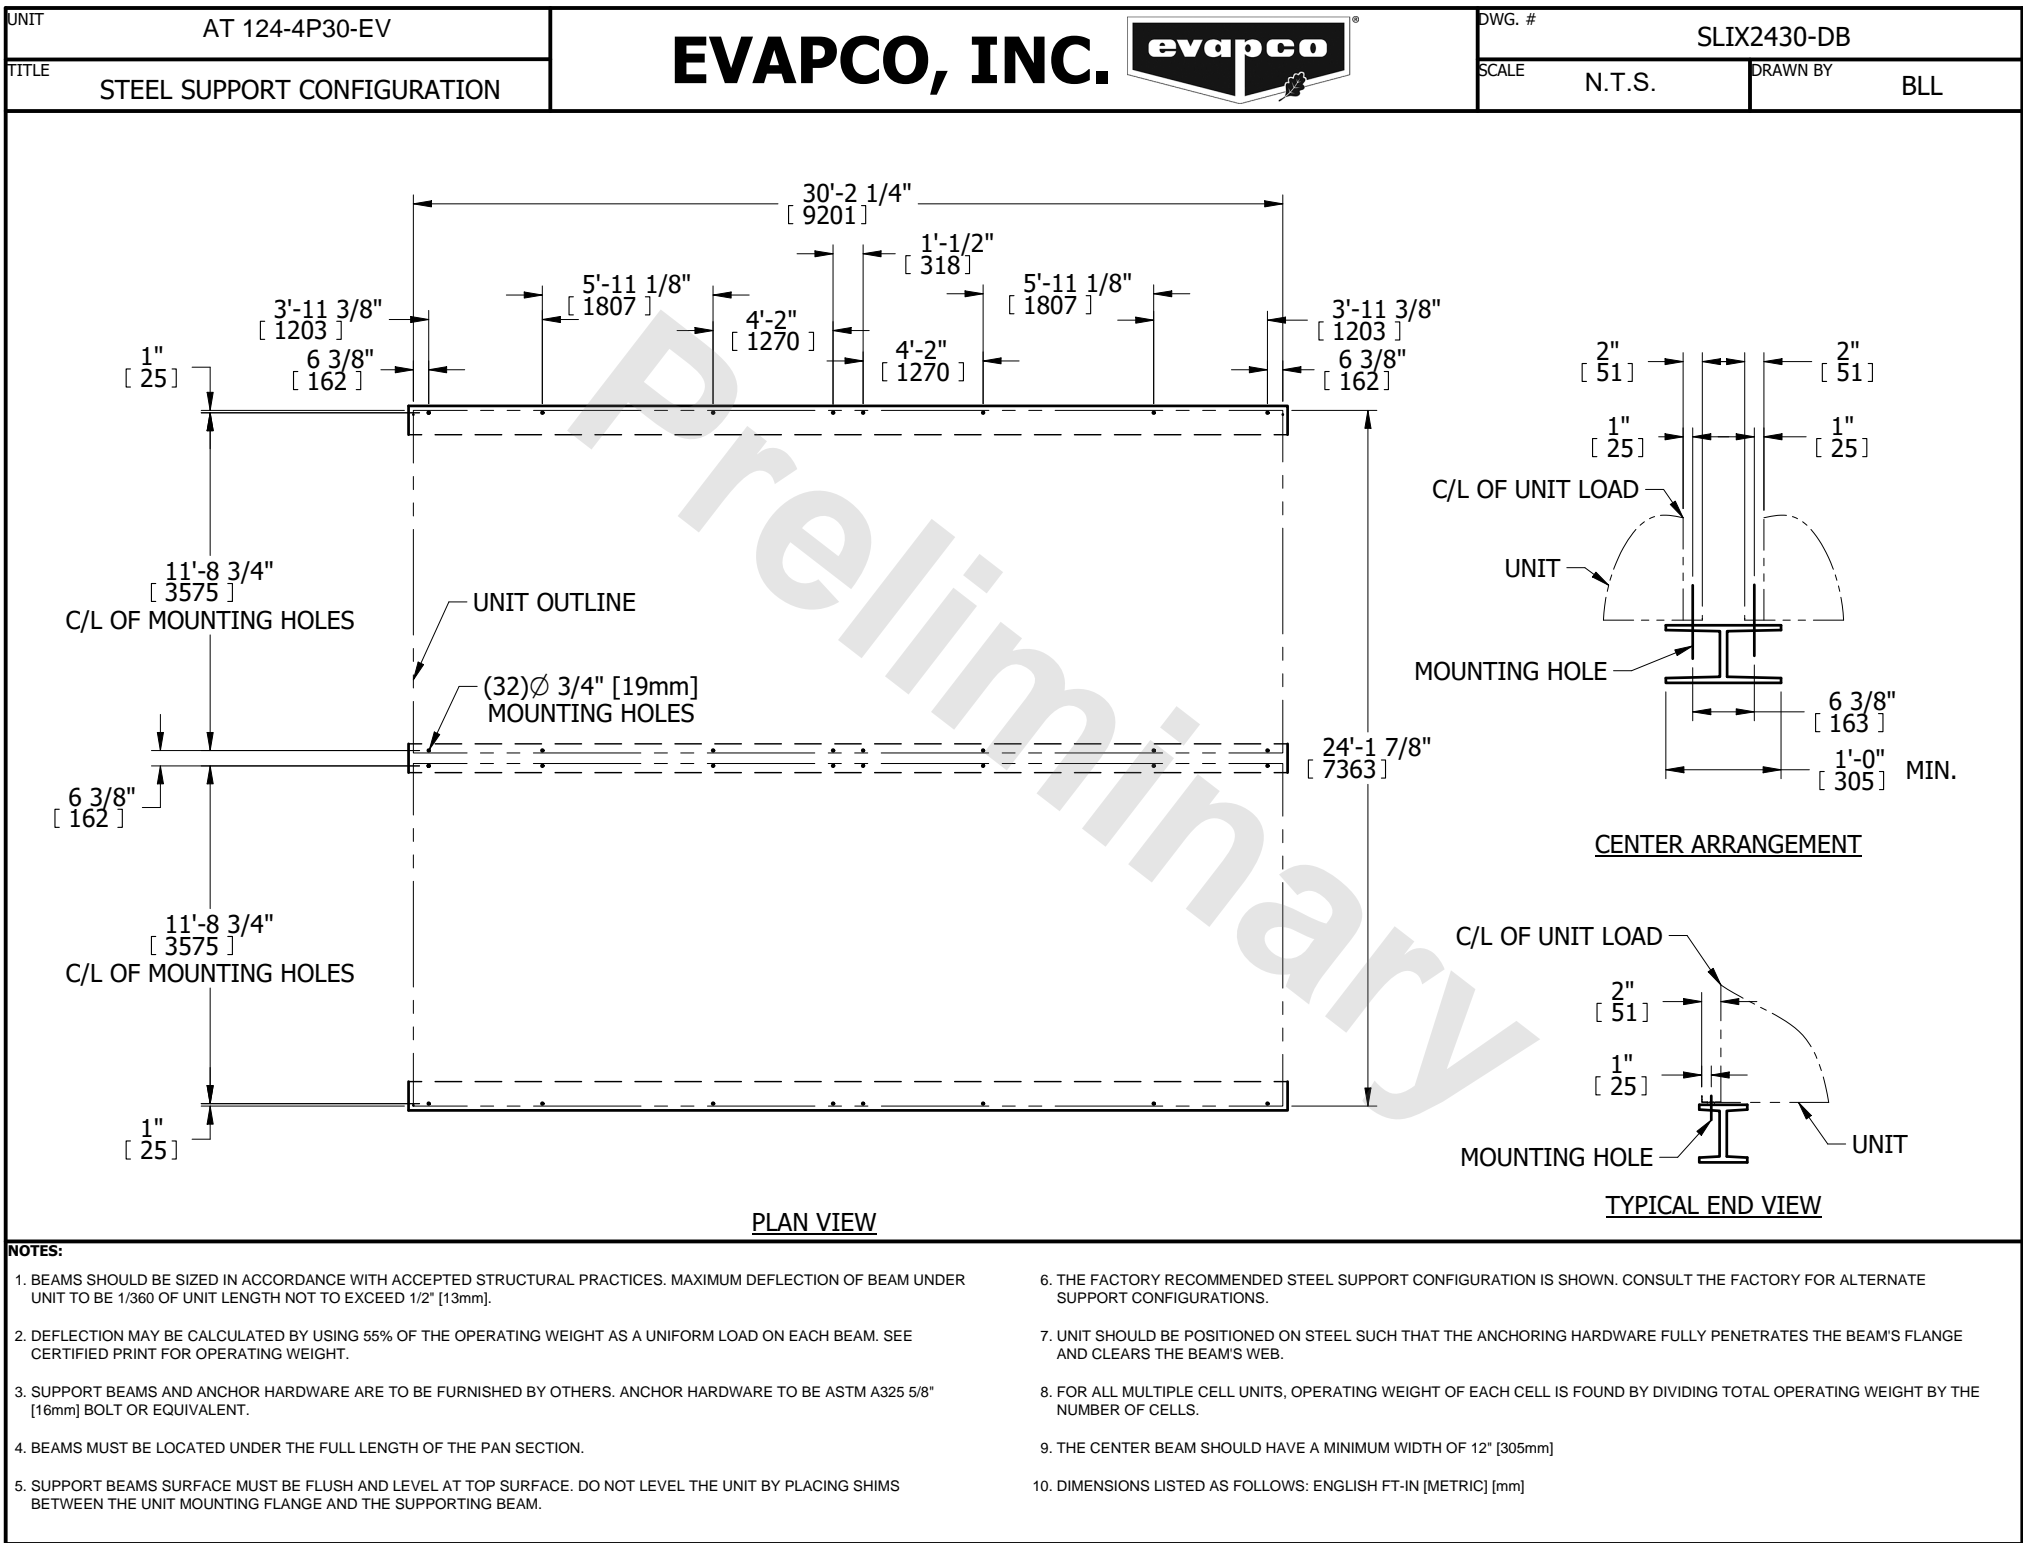 UNIT
AT 124-4P30-EV
TITLE
STEEL SUPPORT CONFIGURATION
EVAPCO, INC.
evapco
®
DWG. #
SLIX2430-DB
SCALE
N.T.S.
DRAWN BY
BLL
30'-2 1/4"
[ 9201 ]
1'-1/2"
[ 318 ]
5'-11 1/8"
[ 1807 ]
5'-11 1/8"
[ 1807 ]
3'-11 3/8"
[ 1203 ]
4'-2"
[ 1270 ]
3'-11 3/8"
[ 1203 ]
1"
[ 25 ]
6 3/8"
[ 162 ]
4'-2"
[ 1270 ]
6 3/8"
[ 162 ]
11'-8 3/4"
[ 3575 ]
C/L OF MOUNTING HOLES
UNIT OUTLINE
(32)Ø 3/4" [19mm]
MOUNTING HOLES
6 3/8"
[ 162 ]
24'-1 7/8"
[ 7363 ]
11'-8 3/4"
[ 3575 ]
C/L OF MOUNTING HOLES
1"
[ 25 ]
PLAN VIEW
Preliminary
2"
[ 51 ]
2"
[ 51 ]
1"
[ 25 ]
1"
[ 25 ]
C/L OF UNIT LOAD
UNIT
MOUNTING HOLE
6 3/8"
[ 163 ]
1'-0"
[ 305 ] MIN.
CENTER ARRANGEMENT
C/L OF UNIT LOAD
2"
[ 51 ]
1"
[ 25 ]
MOUNTING HOLE
UNIT
TYPICAL END VIEW
NOTES:
1. BEAMS SHOULD BE SIZED IN ACCORDANCE WITH ACCEPTED STRUCTURAL PRACTICES. MAXIMUM DEFLECTION OF BEAM UNDER
UNIT TO BE 1/360 OF UNIT LENGTH NOT TO EXCEED 1/2" [13mm].
2. DEFLECTION MAY BE CALCULATED BY USING 55% OF THE OPERATING WEIGHT AS A UNIFORM LOAD ON EACH BEAM. SEE
CERTIFIED PRINT FOR OPERATING WEIGHT.
3. SUPPORT BEAMS AND ANCHOR HARDWARE ARE TO BE FURNISHED BY OTHERS. ANCHOR HARDWARE TO BE ASTM A325 5/8"
[16mm] BOLT OR EQUIVALENT.
4. BEAMS MUST BE LOCATED UNDER THE FULL LENGTH OF THE PAN SECTION.
5. SUPPORT BEAMS SURFACE MUST BE FLUSH AND LEVEL AT TOP SURFACE. DO NOT LEVEL THE UNIT BY PLACING SHIMS
BETWEEN THE UNIT MOUNTING FLANGE AND THE SUPPORTING BEAM.
6. THE FACTORY RECOMMENDED STEEL SUPPORT CONFIGURATION IS SHOWN. CONSULT THE FACTORY FOR ALTERNATE
SUPPORT CONFIGURATIONS.
7. UNIT SHOULD BE POSITIONED ON STEEL SUCH THAT THE ANCHORING HARDWARE FULLY PENETRATES THE BEAM'S FLANGE
AND CLEARS THE BEAM'S WEB.
8. FOR ALL MULTIPLE CELL UNITS, OPERATING WEIGHT OF EACH CELL IS FOUND BY DIVIDING TOTAL OPERATING WEIGHT BY THE
NUMBER OF CELLS.
9. THE CENTER BEAM SHOULD HAVE A MINIMUM WIDTH OF 12" [305mm]
10. DIMENSIONS LISTED AS FOLLOWS: ENGLISH FT-IN [METRIC] [mm]